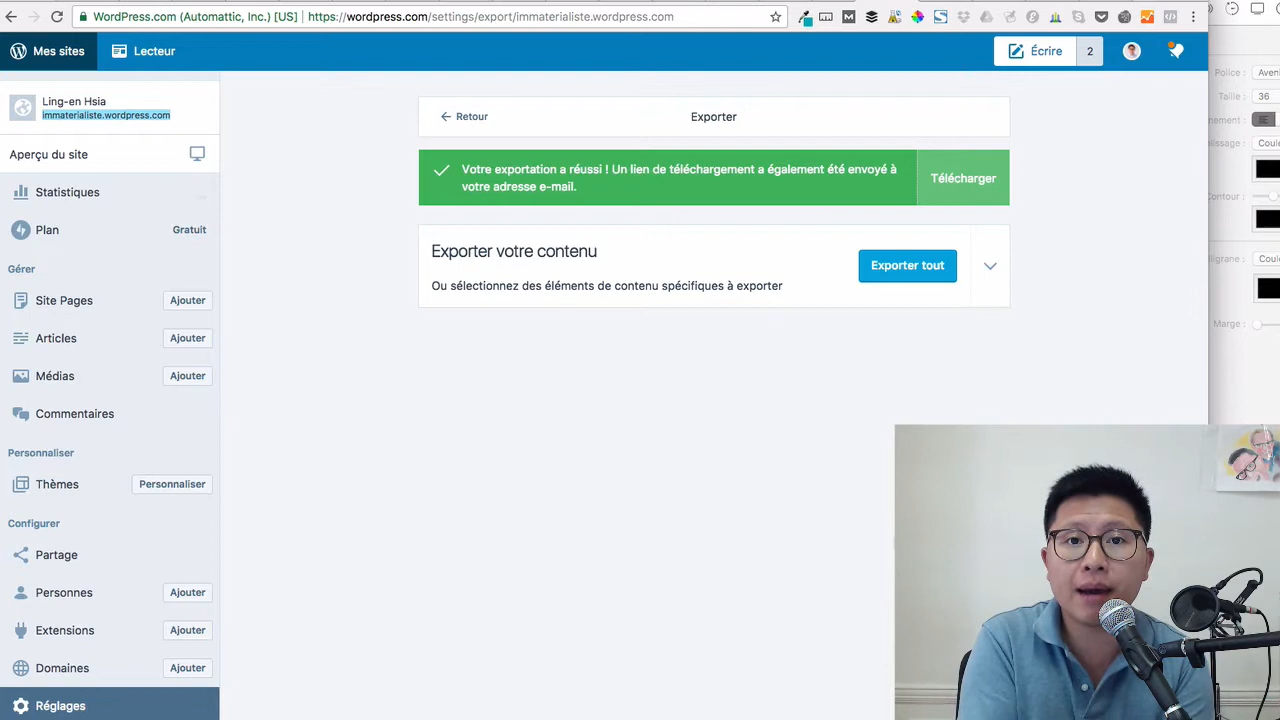 WordPress.com (Automattic, Inc.) [US]
https://wordpress.com/settings/export/immaterialiste.wordpress.com
Mes sites
Lecteur
Écrire
2
Ling-en Hsia
immaterialiste.wordpress.com
Aperçu du site
Statistiques
Plan
Gratuit
Gérer
Site Pages
Ajouter
Articles
Ajouter
Médias
Ajouter
Commentaires
Personnaliser
Thèmes
Personnaliser
Configurer
Partage
Personnes
Ajouter
Extensions
Ajouter
Domaines
Ajouter
Réglages
Retour
Exporter
Votre exportation a réussi ! Un lien de téléchargement a également été envoyé à
votre adresse e-mail.
Télécharger
Exporter votre contenu
Ou sélectionnez des éléments de contenu spécifiques à exporter
Exporter tout
Police :
Taille :
36
Contour :
Marge :